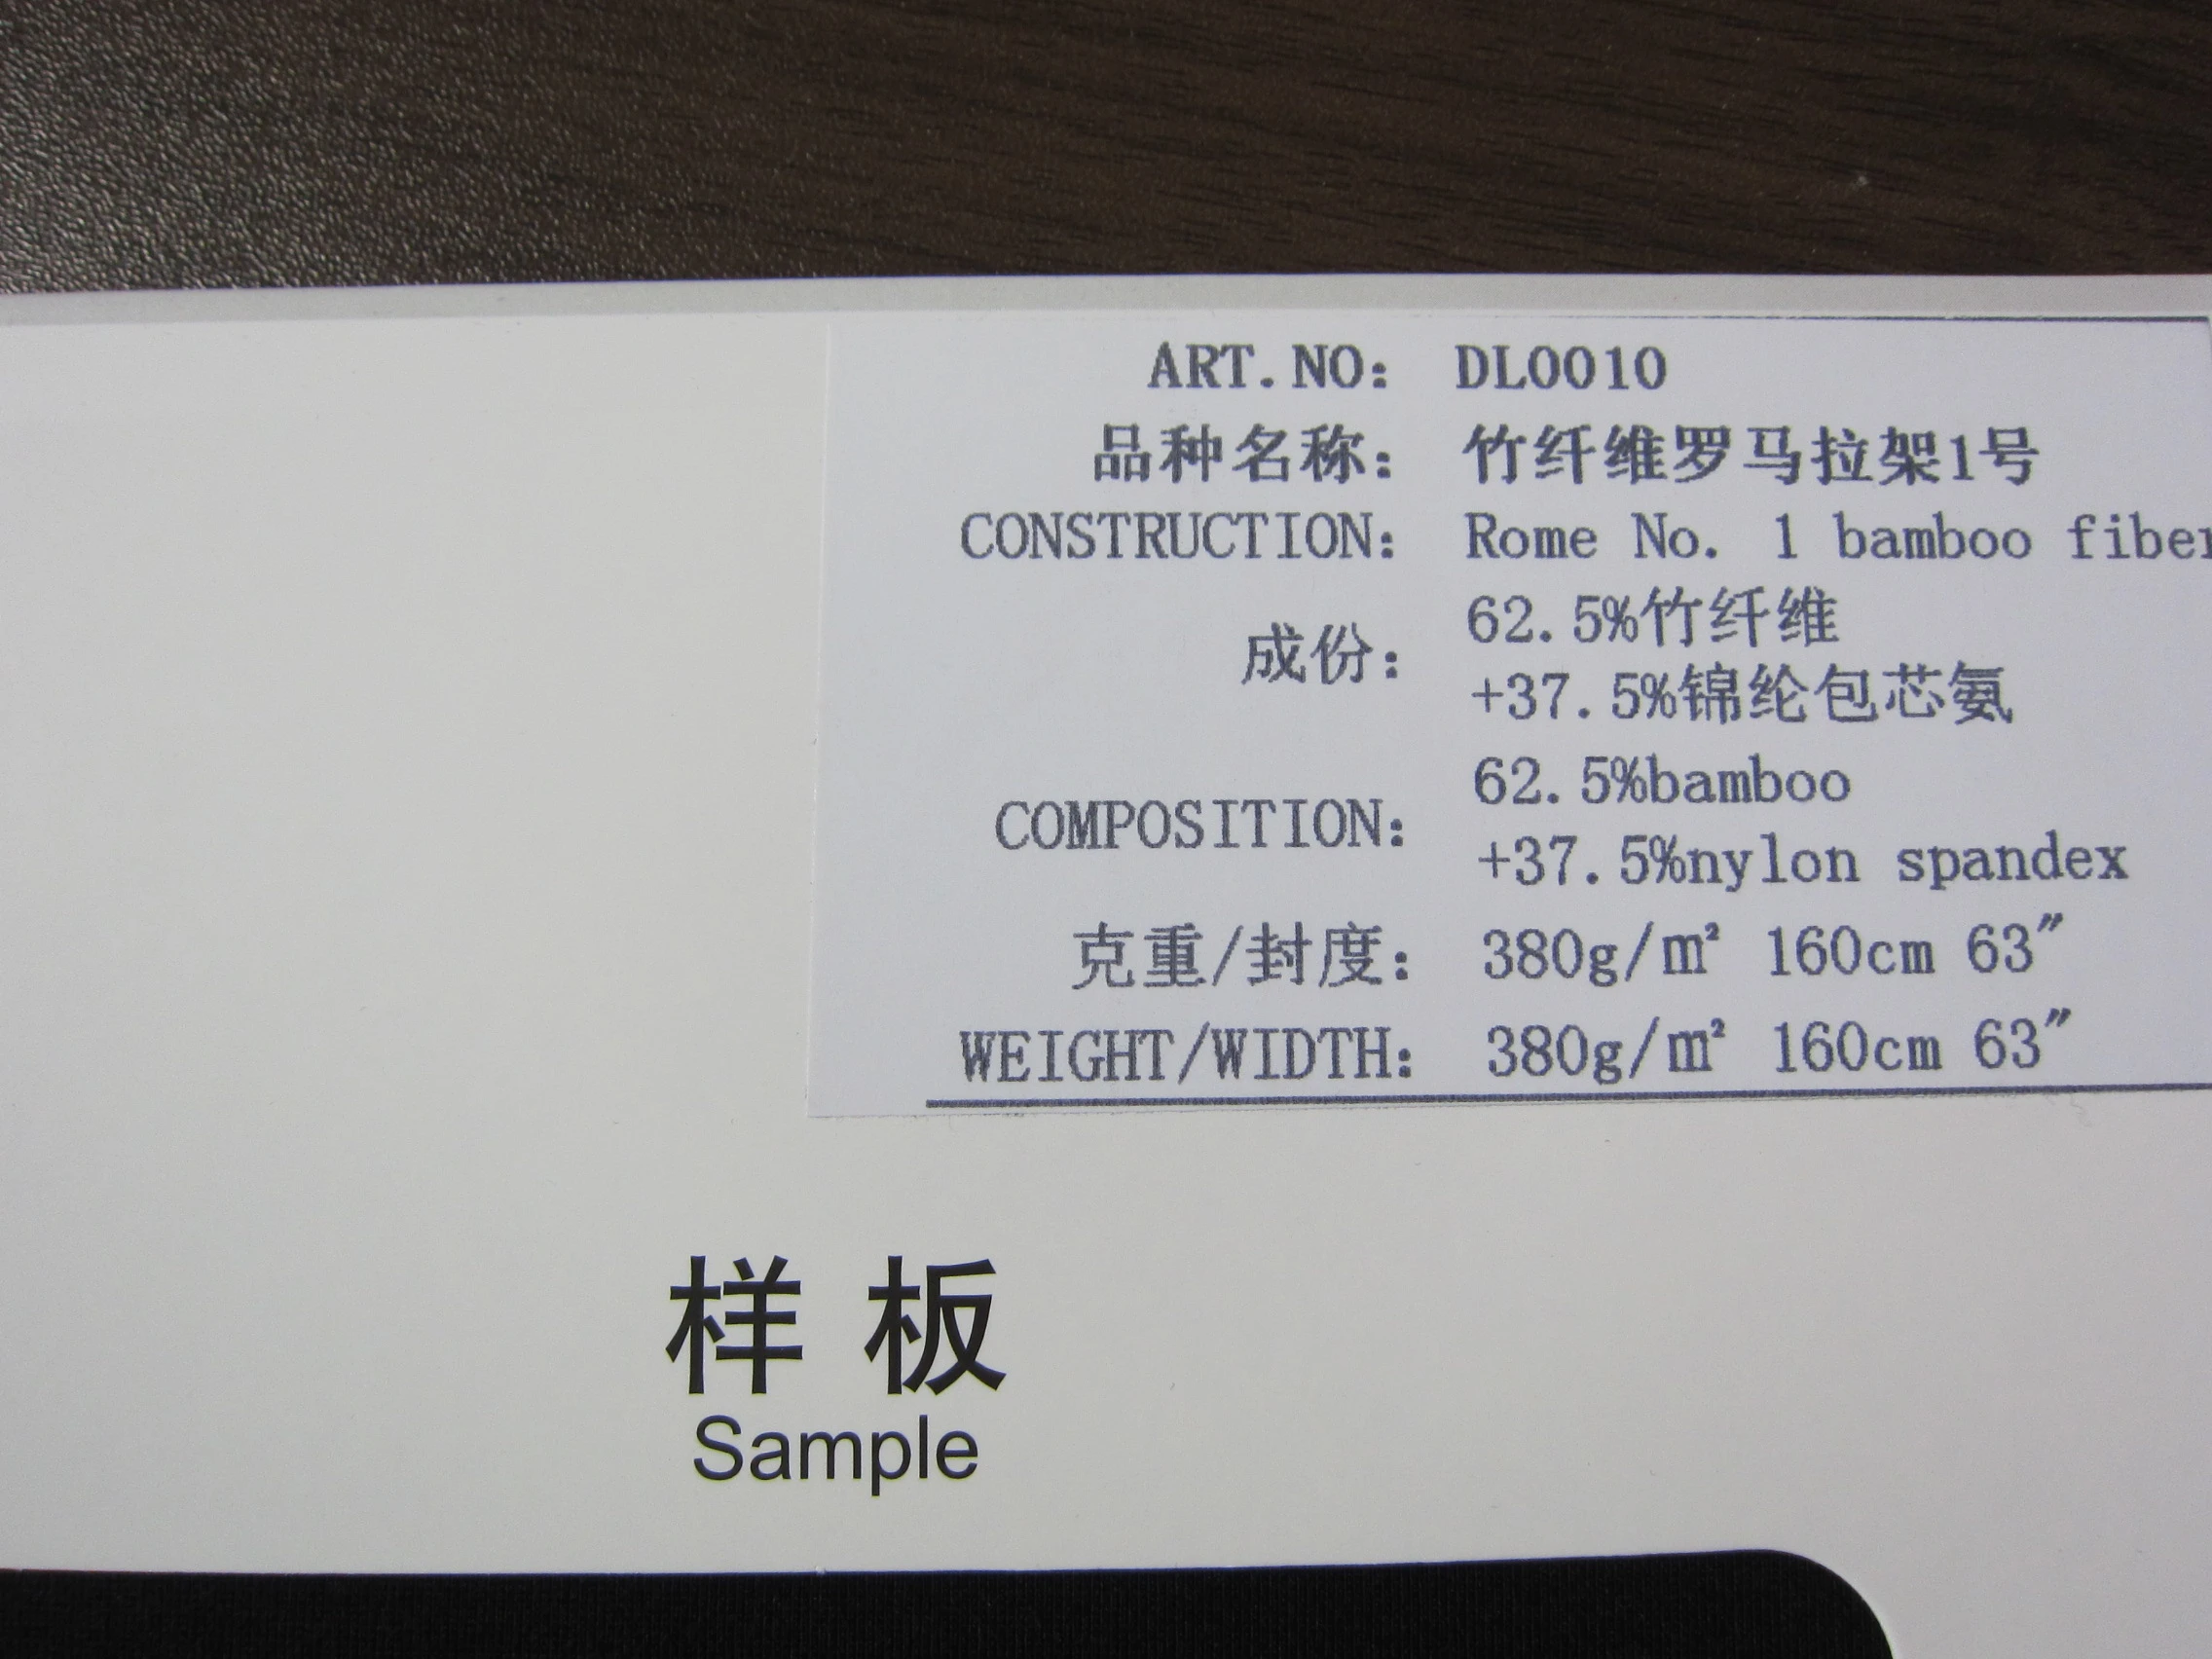 ART.NO: DL0010
品种名称: 竹纤维罗马拉架1号
CONSTRUCTION: Rome No. 1 bamboo fiber
成份: 62.5%竹纤维
+37.5%锦纶包芯氨
COMPOSITION: 62.5%bamboo
+37.5%nylon spandex
克重/封度: 380g/m² 160cm 63″
WEIGHT/WIDTH: 380g/m² 160cm 63″
样板
Sample